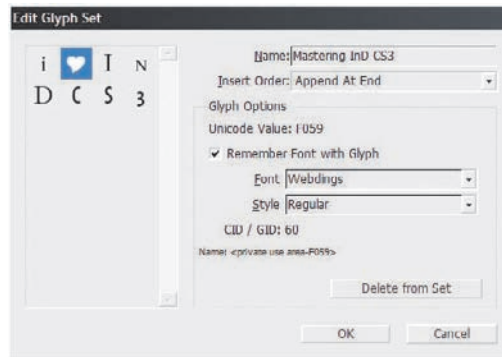 Edit Glyph Set
i ♥ I N
D C S 3
Name: Mastering InD CS3
Insert Order: Append At End
Glyph Options
Unicode Value: F059
Remember Font with Glyph
Font Webdings
Style Regular
CID / GID: 60
Name: <private use area-F059>
Delete from Set
OK Cancel